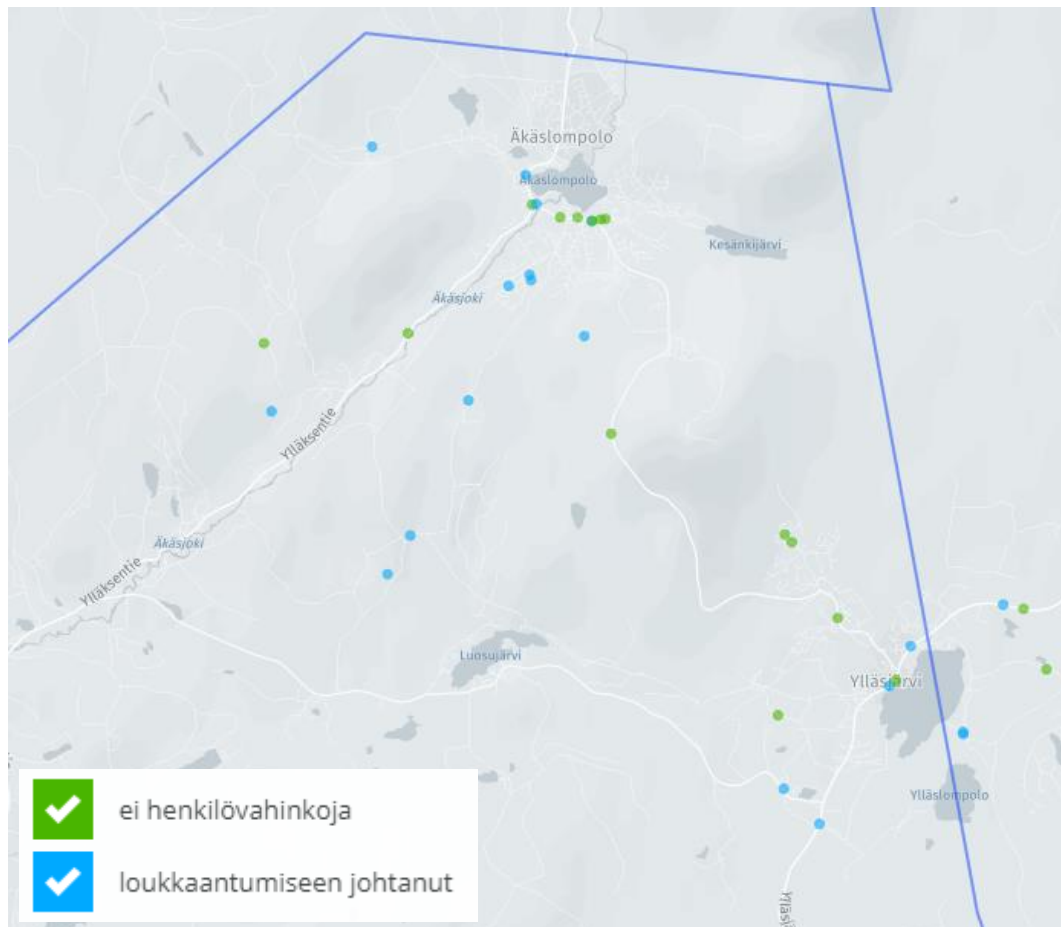 Äkäslompolo
Äkäslompolo
Kesänkijärvi
Äkäsjoki
Ylläksentie
Äkäsjoki
Ylläksentie
Luosujärvi
Ylläsjärvi
Ylläslompolo
ei henkilövahinkoja
loukkaantumiseen johtanut